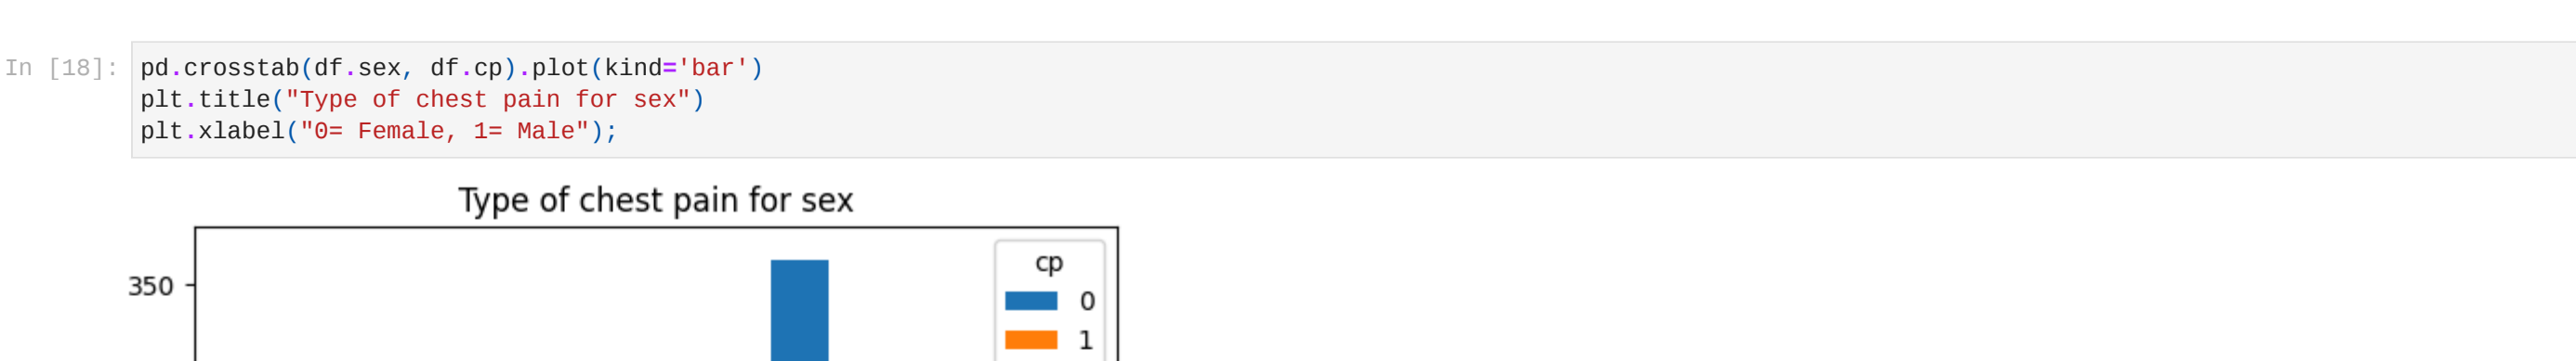 In [18]: pd.crosstab(df.sex, df.cp).plot(kind='bar')
plt.title("Type of chest pain for sex")
plt.xlabel("0= Female, 1= Male");
Type of chest pain for sex
cp
350
0
1